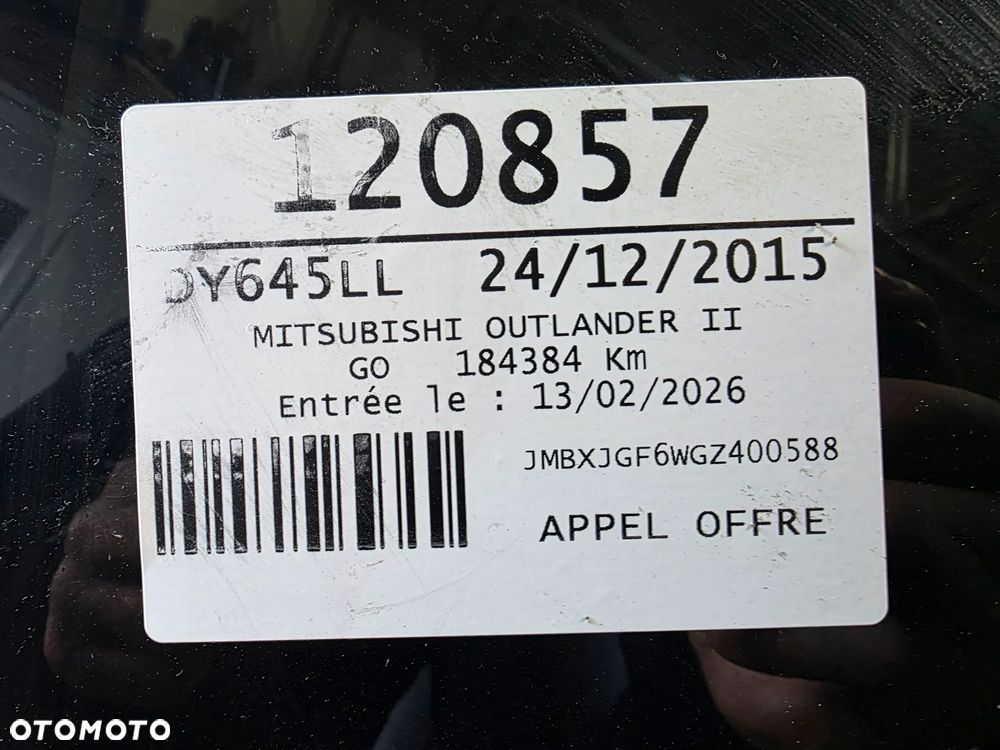 120857
DY645LL 24/12/2015
MITSUBISHI OUTLANDER II
GO 184384 Km
Entrée le : 13/02/2026
JMBXJGF6WGZ400588
APPEL OFFRE
OTOMOTO